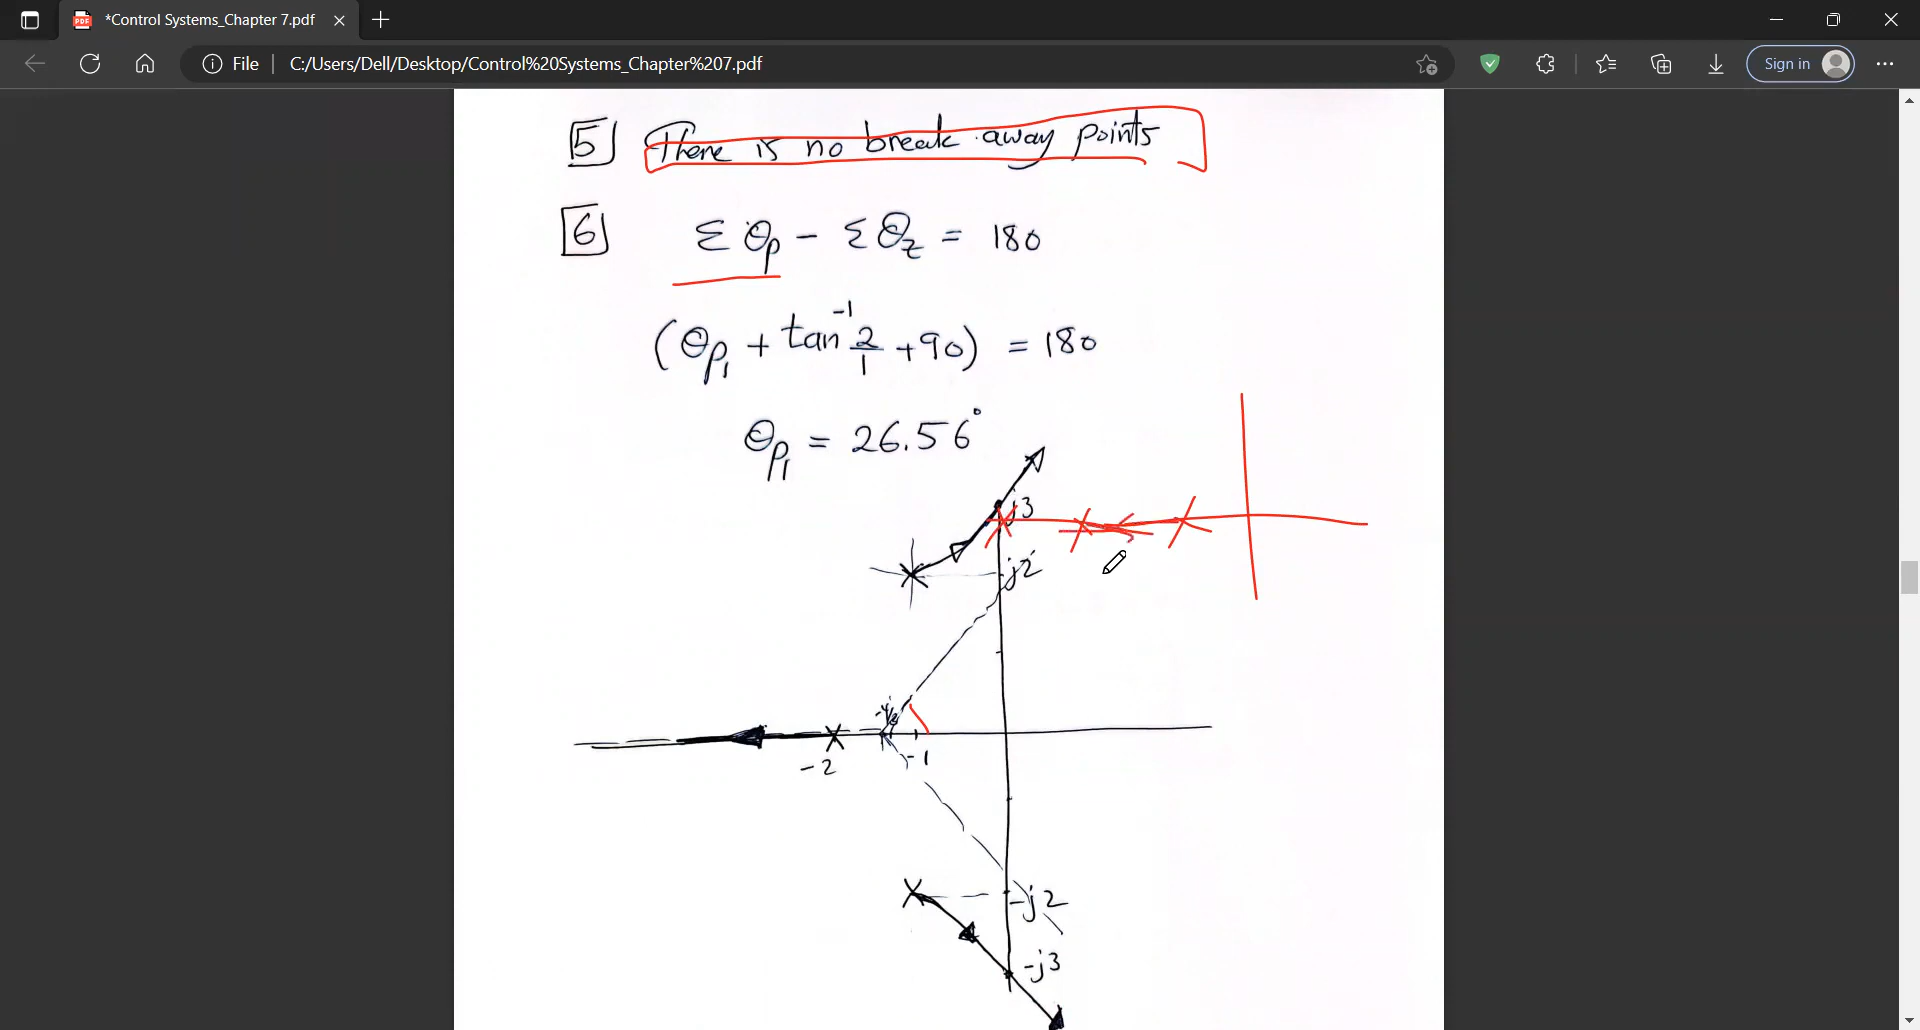 *Control Systems_Chapter 7.pdf
File
C:/Users/Dell/Desktop/Control%20Systems_Chapter%207.pdf
Sign in
5 There is no break away points
6 Σ θp - Σ θz = 180
(θp1 + tan⁻¹ 2/1 + 90) = 180
θp1 = 26.56°
j3
j2
-4/3
-2
-1
-j2
-j3